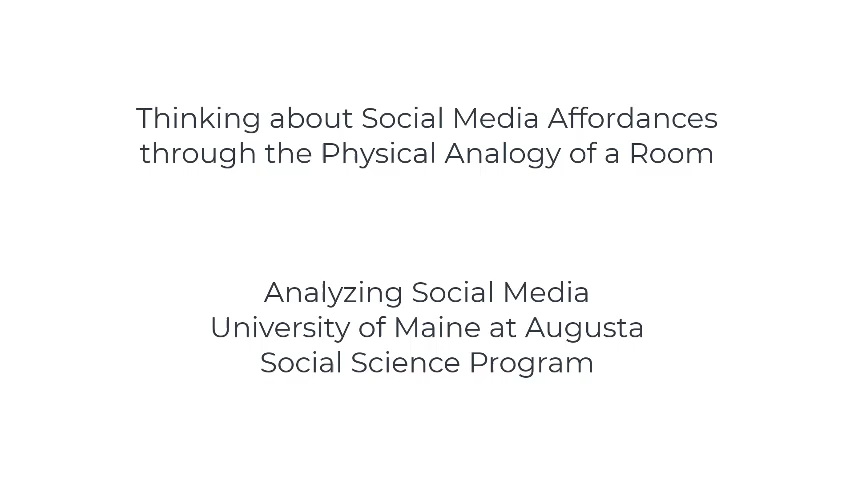 Thinking about Social Media Affordances
through the Physical Analogy of a Room
Analyzing Social Media
University of Maine at Augusta
Social Science Program